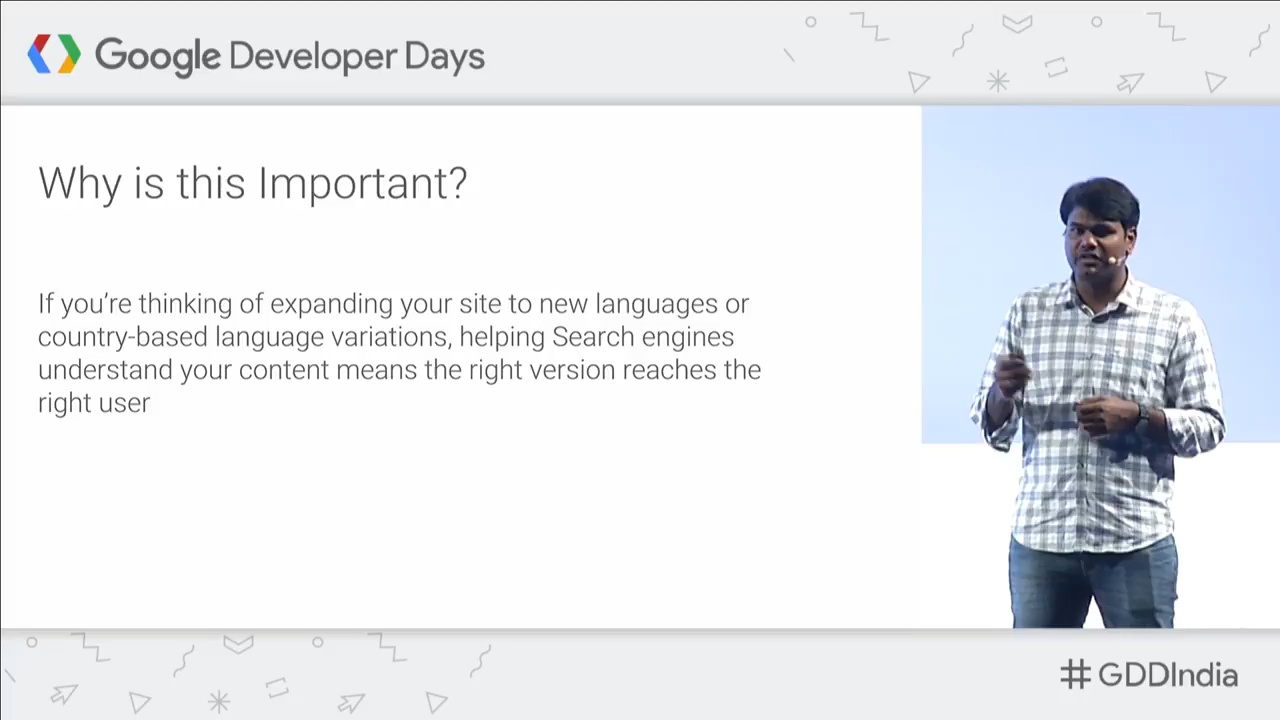 Google Developer Days
Why is this Important?
If you’re thinking of expanding your site to new languages or
country-based language variations, helping Search engines
understand your content means the right version reaches the
right user
#GDDIndia